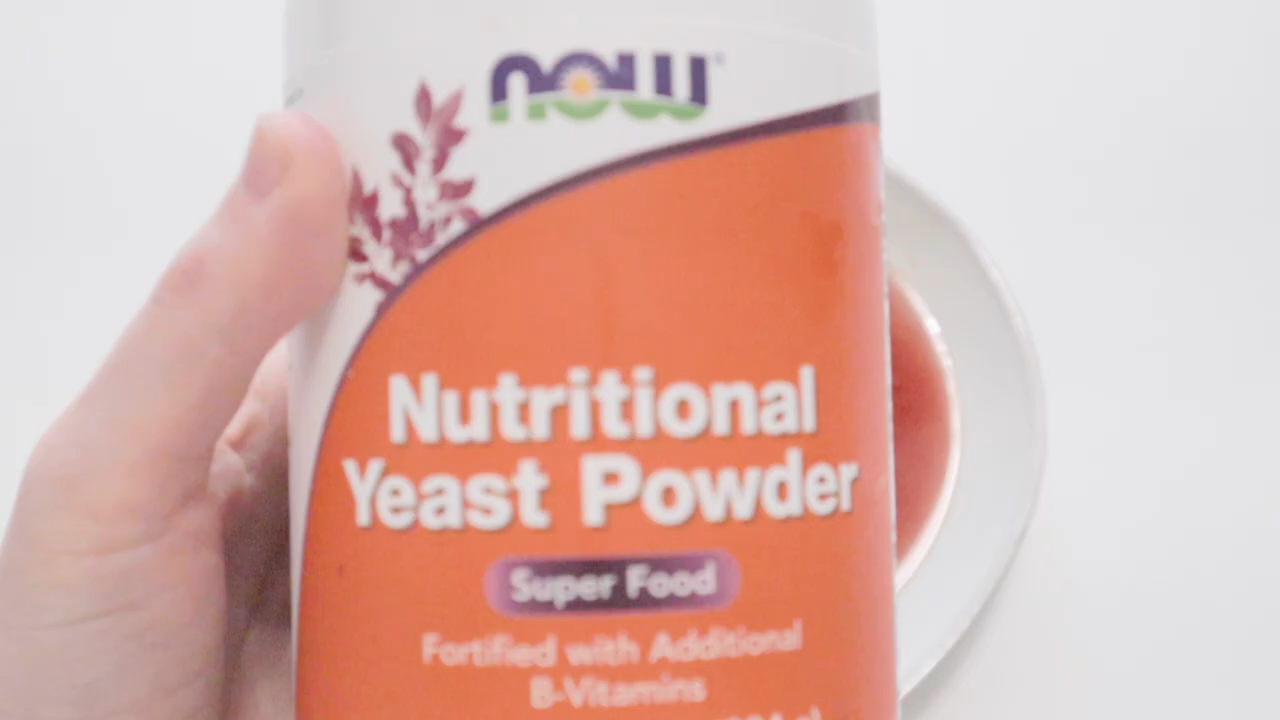 now
Nutritional
Yeast Powder
Super Food
Fortified with Additional
B-Vitamins